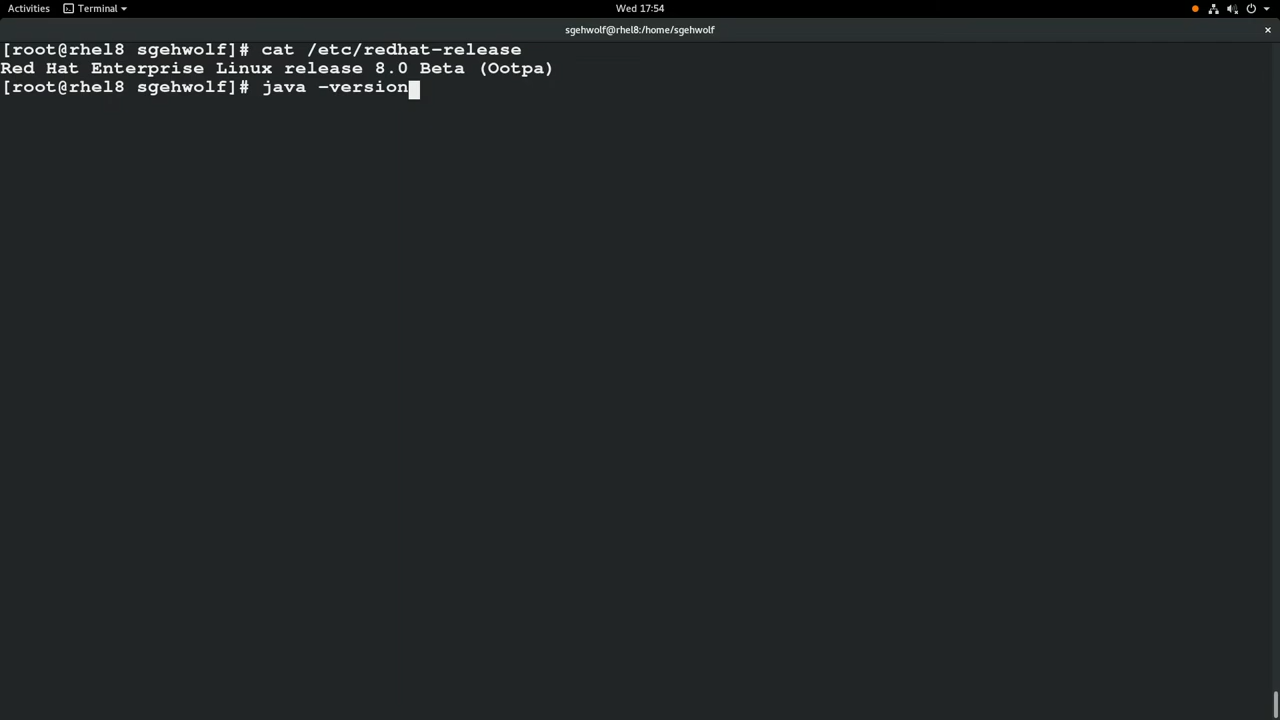 Activities Terminal Wed 17:54
sgehwolf@rhel8:/home/sgehwolf
[root@rhel8 sgehwolf]# cat /etc/redhat-release
Red Hat Enterprise Linux release 8.0 Beta (Ootpa)
[root@rhel8 sgehwolf]# java -version